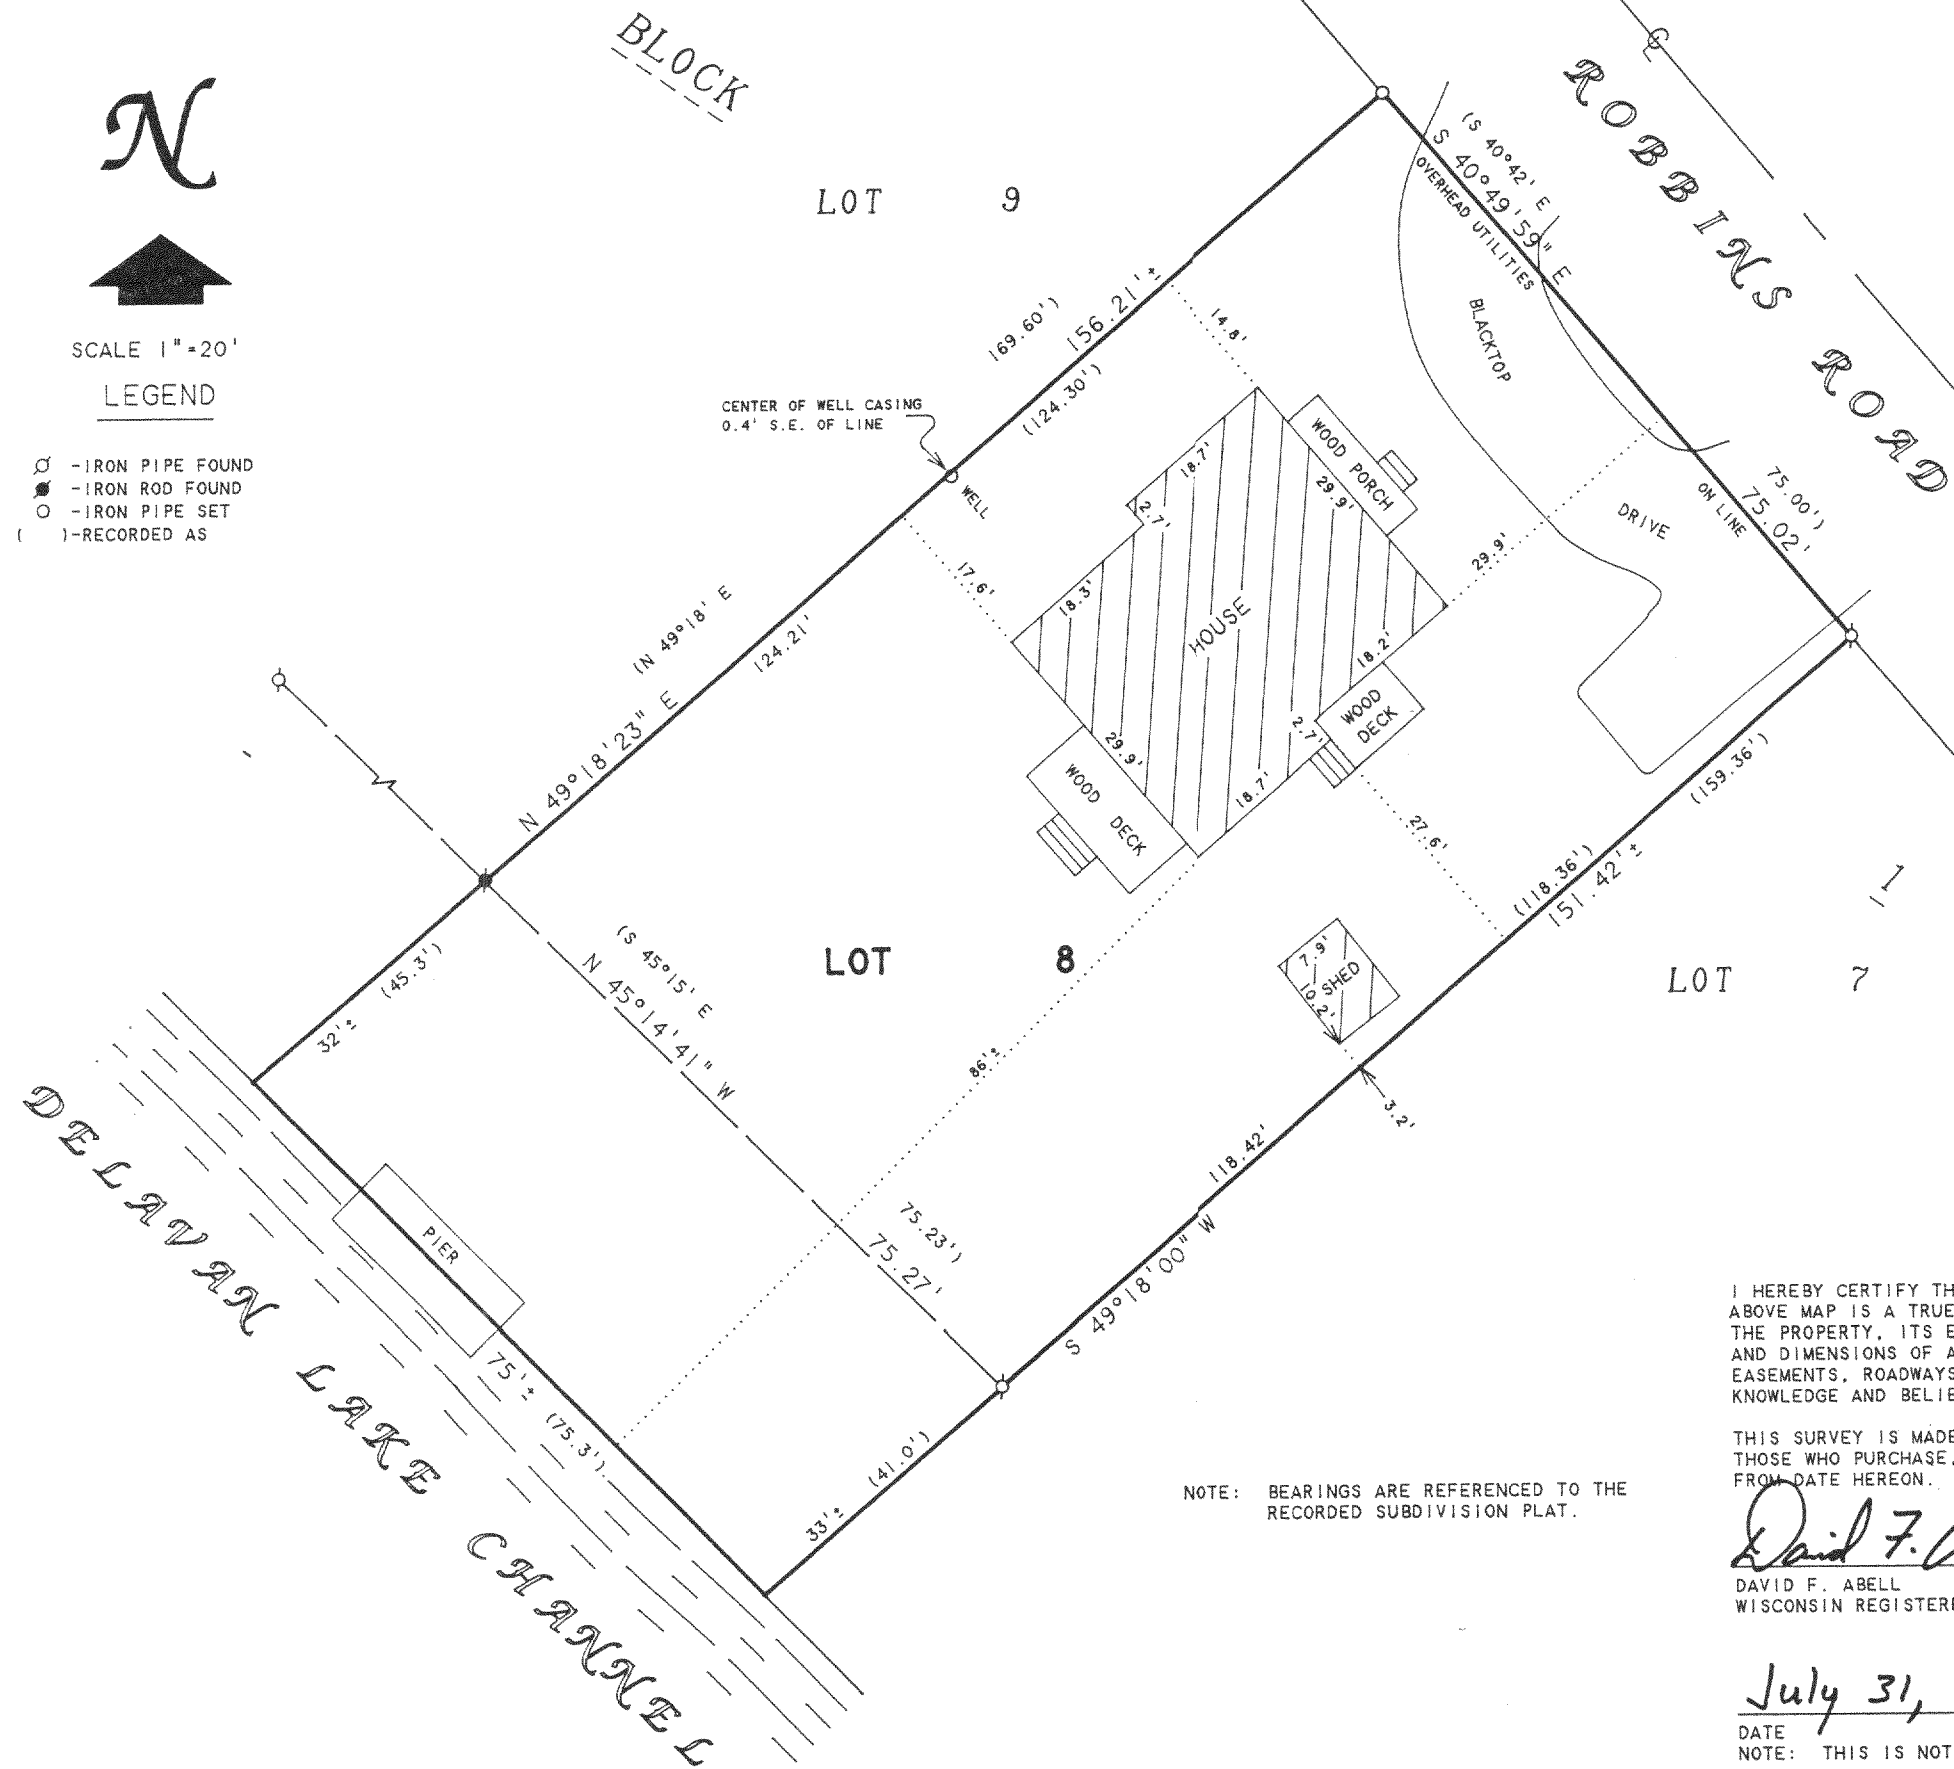 BLOCK
N
SCALE 1"=20'
LEGEND
-IRON PIPE FOUND
-IRON ROD FOUND
-IRON PIPE SET
( )-RECORDED AS
LOT 9
℄
ROBBINS ROAD
(S 40°42' E
S 40°49'59" E
OVERHEAD UTILITIES
ON LINE
75.00')
75.02'
BLACKTOP
DRIVE
169.60')
156.21'±
(124.30')
14.8'
CENTER OF WELL CASING
0.4' S.E. OF LINE
WELL
17.6'
(N 49°18' E
N 49°18'23" E
124.21'
WOOD PORCH
18.7'
2.7'
29.9'
18.3'
HOUSE
29.9'
18.2'
WOOD
DECK
2.7'
29.9'
18.7'
WOOD DECK
27.6'
(159.36')
(118.36')
151.42'±
LOT 8
LOT 7
1
7.9'
SHED
10.2'
3.2'
(S 45°15' E
N 45°14'41" W
75.23')
75.27'
86'±
118.42'
S 49°18'00" W
(45.3')
32'±
PIER
75'± (75.3')
(41.0')
33'±
DELAVAN LAKE CHANNEL
NOTE: BEARINGS ARE REFERENCED TO THE
RECORDED SUBDIVISION PLAT.
I HEREBY CERTIFY TH
ABOVE MAP IS A TRUE
THE PROPERTY, ITS E
AND DIMENSIONS OF A
EASEMENTS, ROADWAYS
KNOWLEDGE AND BELIE
THIS SURVEY IS MADE
THOSE WHO PURCHASE,
FROM DATE HEREON.
David F.
DAVID F. ABELL
WISCONSIN REGISTERE
July 31,
DATE
NOTE: THIS IS NOT